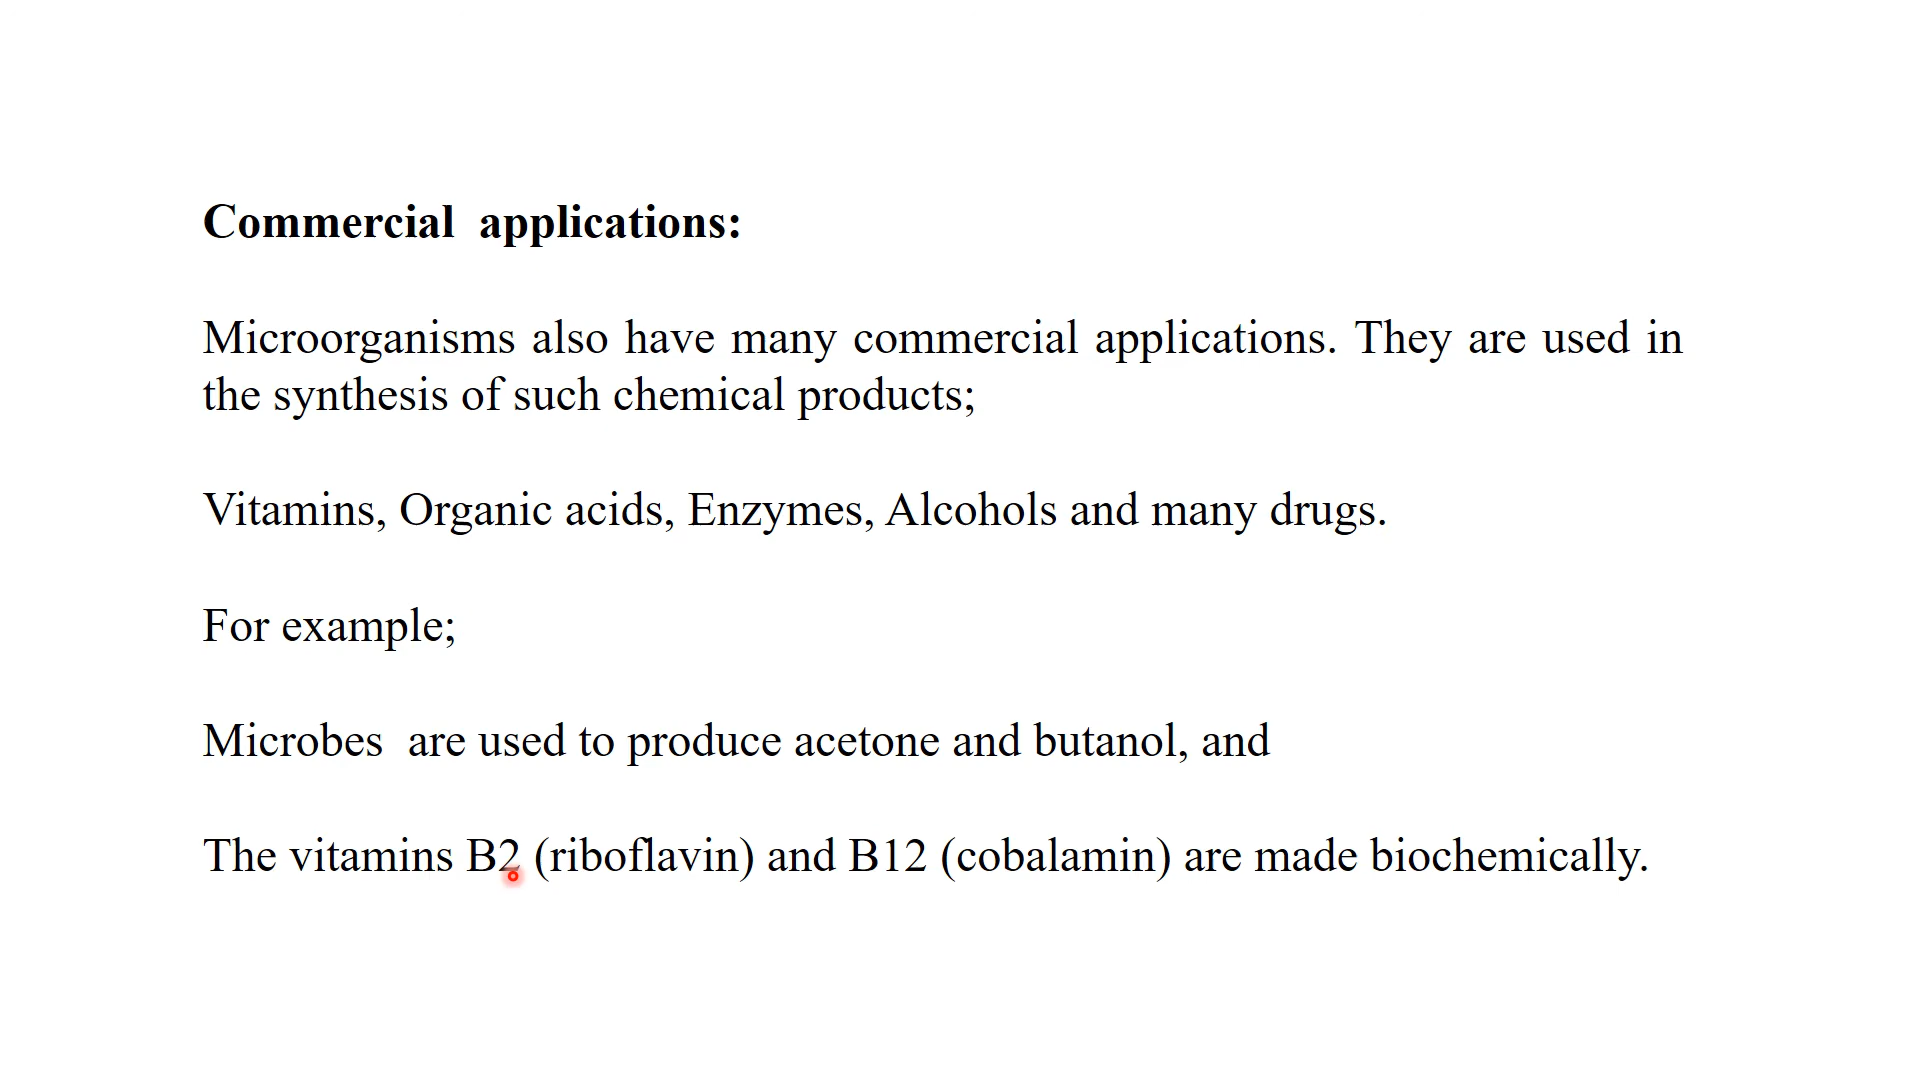 Commercial  applications:
Microorganisms also have many commercial applications. They are used in
the synthesis of such chemical products;
Vitamins, Organic acids, Enzymes, Alcohols and many drugs.
For example;
Microbes  are used to produce acetone and butanol, and
The vitamins B2 (riboflavin) and B12 (cobalamin) are made biochemically.